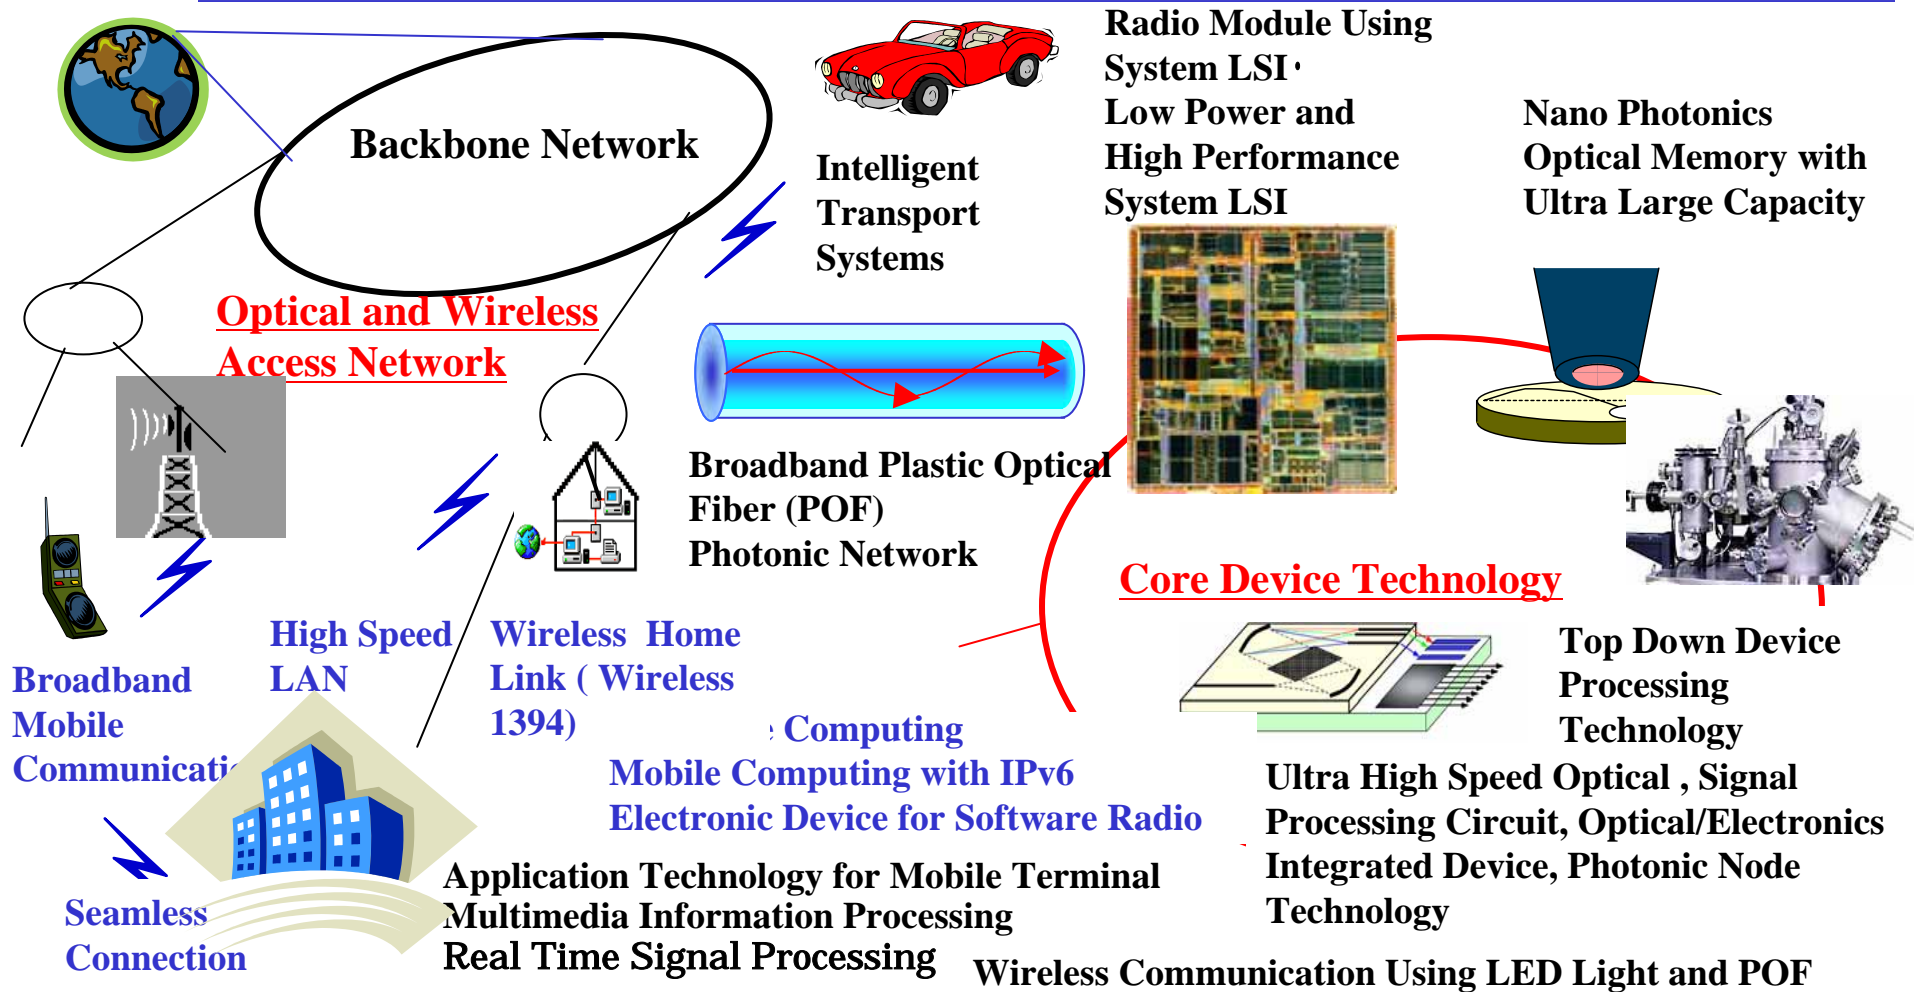 Backbone Network
Intelligent
Transport
Systems
Radio Module Using
System LSI
Low Power and
High Performance
System LSI
Nano Photonics
Optical Memory with
Ultra Large Capacity
Optical and Wireless
Access Network
Broadband Plastic Optical
Fiber (POF)
Photonic Network
Core Device Technology
Top Down Device
Processing
Technology
High Speed
LAN
Wireless Home
Link ( Wireless
1394)
Broadband
Mobile
Computing
Mobile Computing with IPv6
Electronic Device for Software Radio
Ultra High Speed Optical , Signal
Processing Circuit, Optical/Electronics
Integrated Device, Photonic Node
Technology
Application Technology for Mobile Terminal
Multimedia Information Processing
Real Time Signal Processing
Seamless
Connection
Wireless Communication Using LED Light and POF